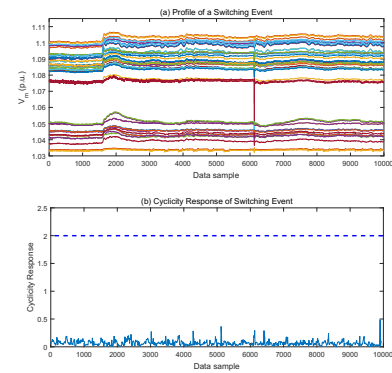 (a) Profile of a Switching Event
1.11
1.1
1.09
1.08
1.07
1.06
1.05
1.04
1.03
V_m (p.u.)
0 1000 2000 3000 4000 5000 6000 7000 8000 9000 10000
Data sample
(b) Cyclicity Response of Switching Event
2.5
2
1.5
1
0.5
0
Cyclicity Response
0 1000 2000 3000 4000 5000 6000 7000 8000 9000 10000
Data sample